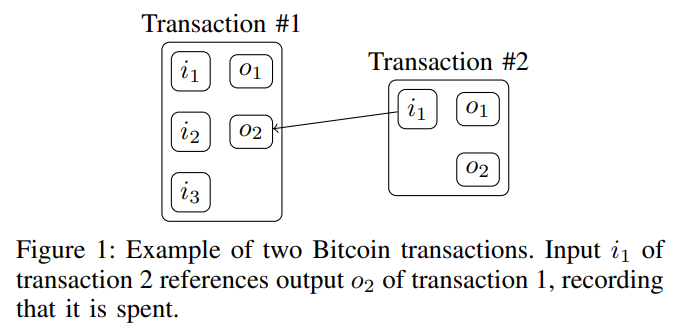 Transaction #1
i₁ o₁
i₂ o₂
i₃
Transaction #2
i₁ o₁
o₂
Figure 1: Example of two Bitcoin transactions. Input i₁ of
transaction 2 references output o₂ of transaction 1, recording
that it is spent.